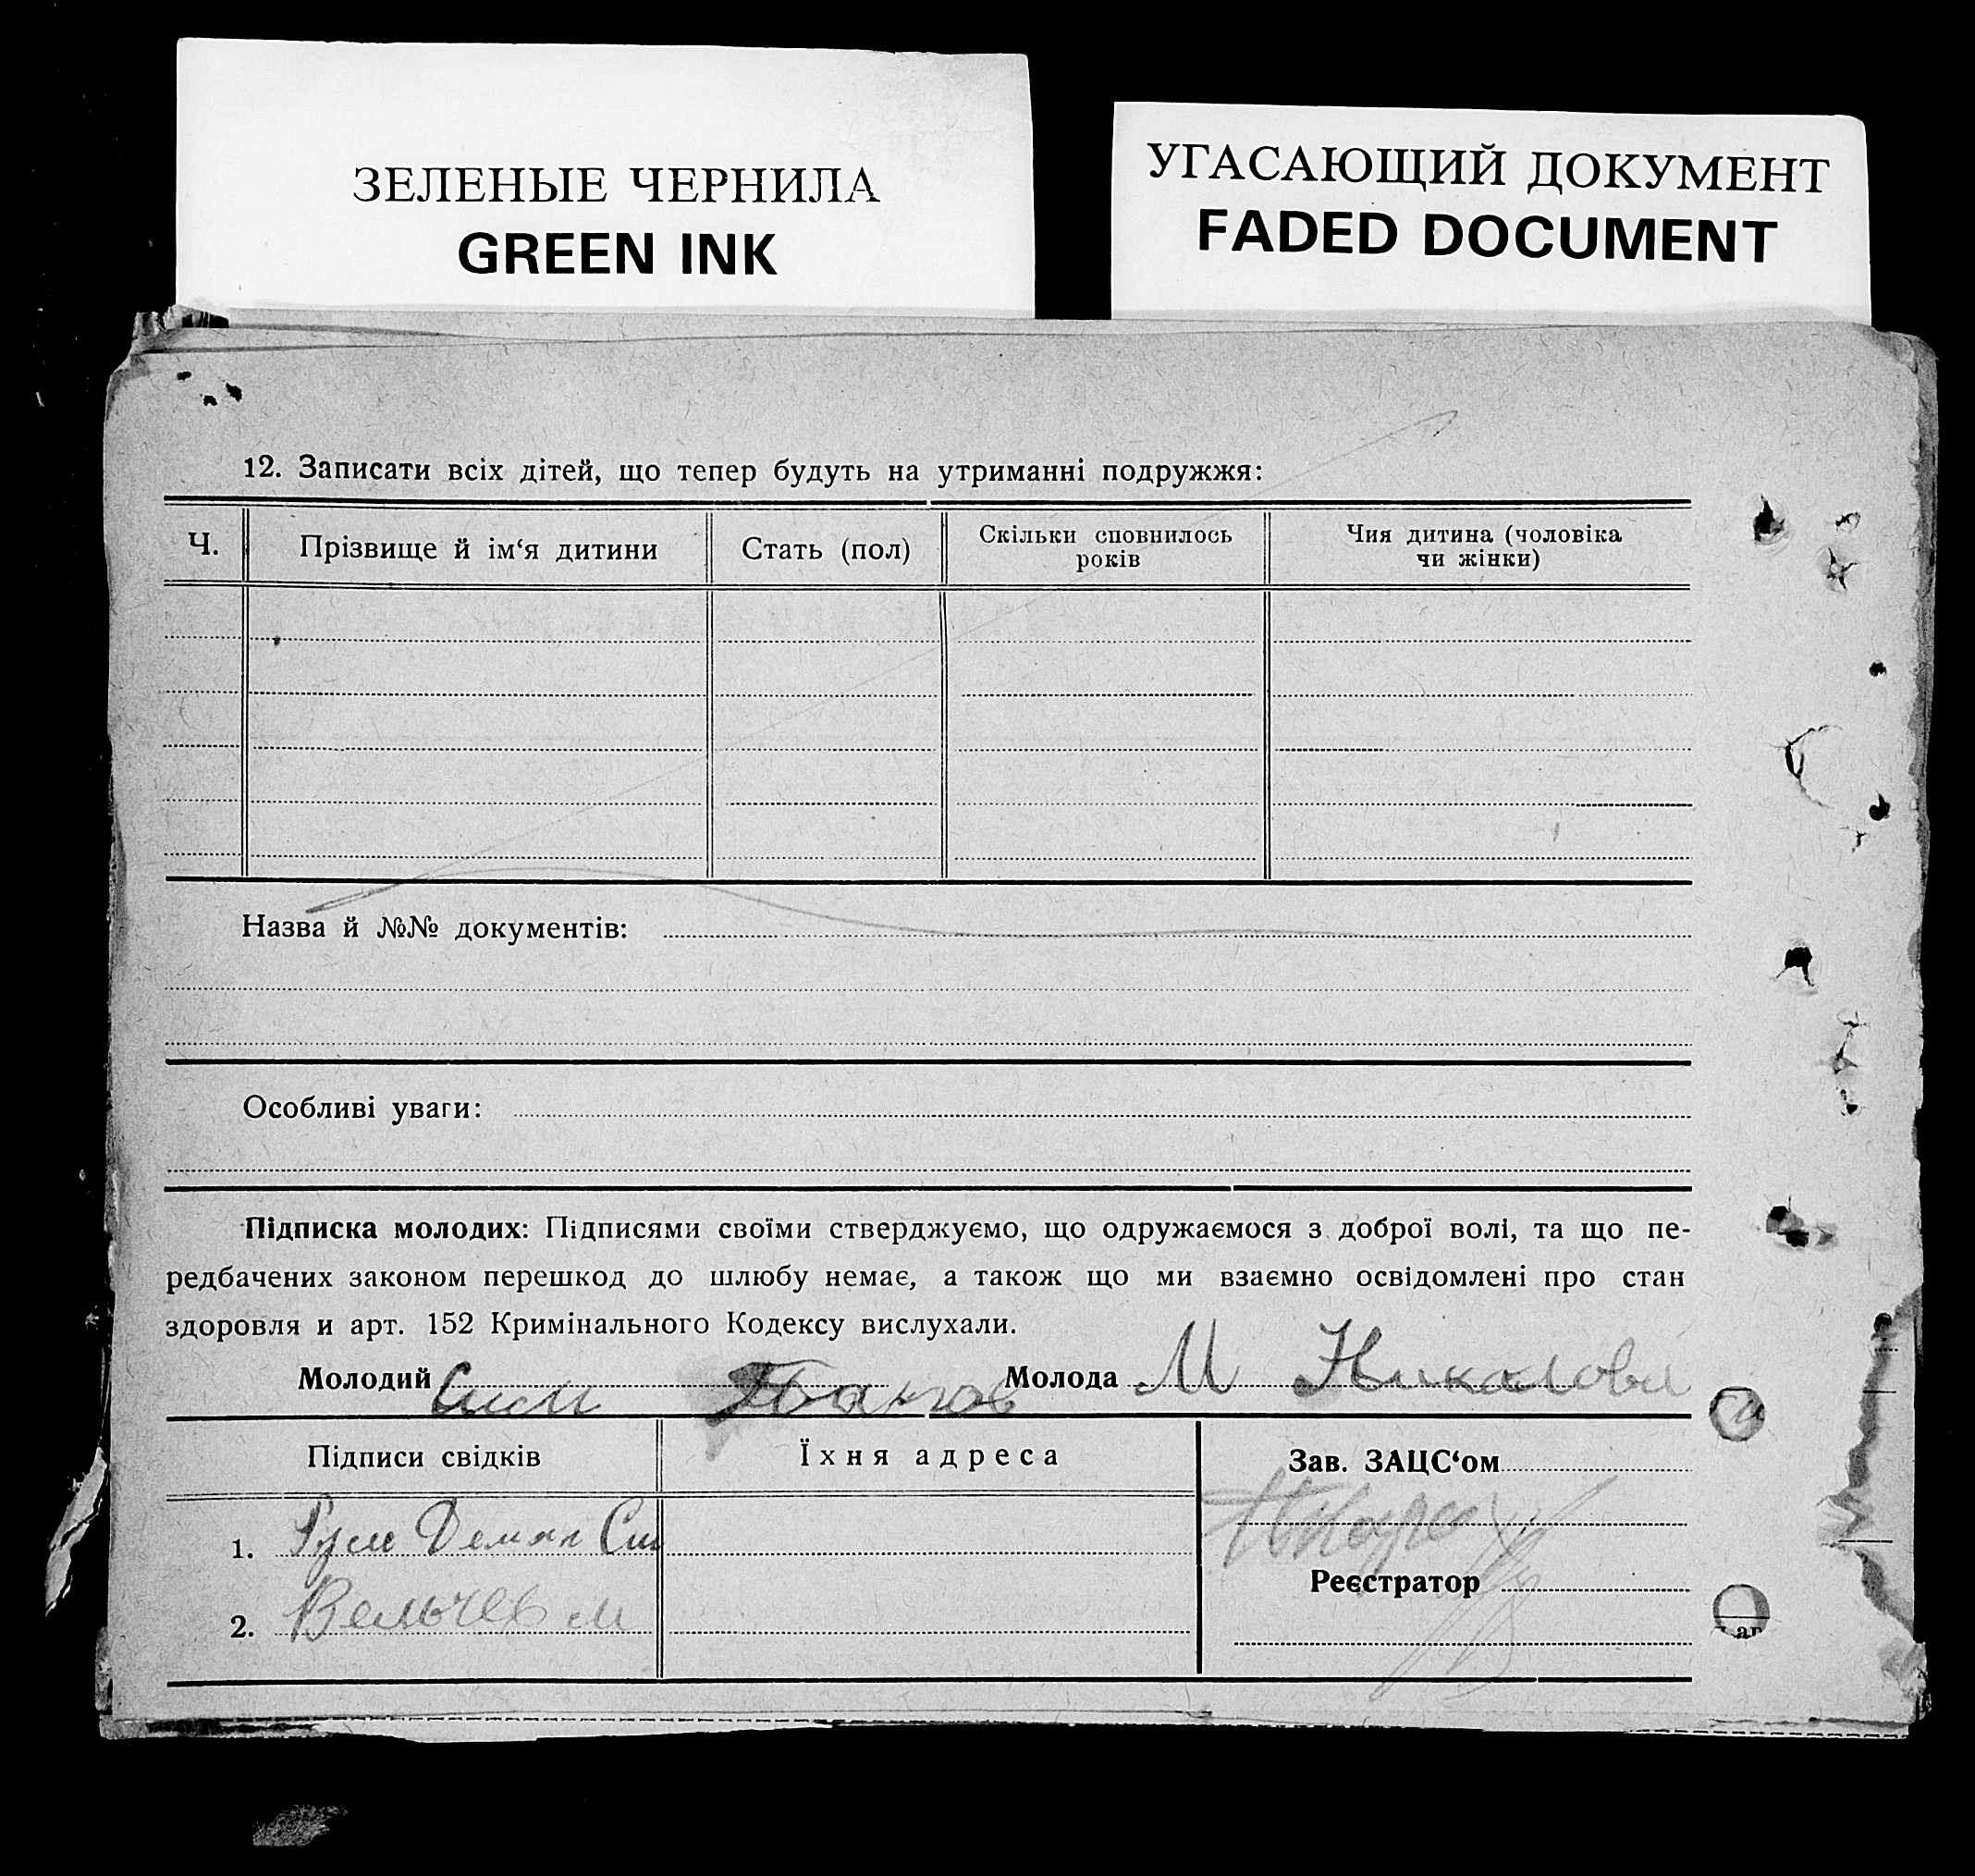 ЗЕЛЕНЫЕ ЧЕРНИЛА
GREEN INK
УГАСАЮЩИЙ ДОКУМЕНТ
FADED DOCUMENT
12. Записати всіх дітей, що тепер будуть на утриманні подружжя:
Ч. Прізвище й ім‘я дитини Стать (пол) Скільки сповнилось років Чия дитина (чоловіка чи жінки)
Назва й №№ документів:
Особливі уваги:
Підписка молодих: Підписями своїми стверджуємо, що одружаємося з доброї волі, та що пе-
редбачених законом перешкод до шлюбу немає, а також що ми взаємно освідомлені про стан
здоровля и арт. 152 Кримінального Кодексу вислухали.
Молодий Молода М Николова
Підписи свідків Їхня адреса Зав. ЗАЦС‘ом
1. Демян
Реєстратор
2. Вельчев м